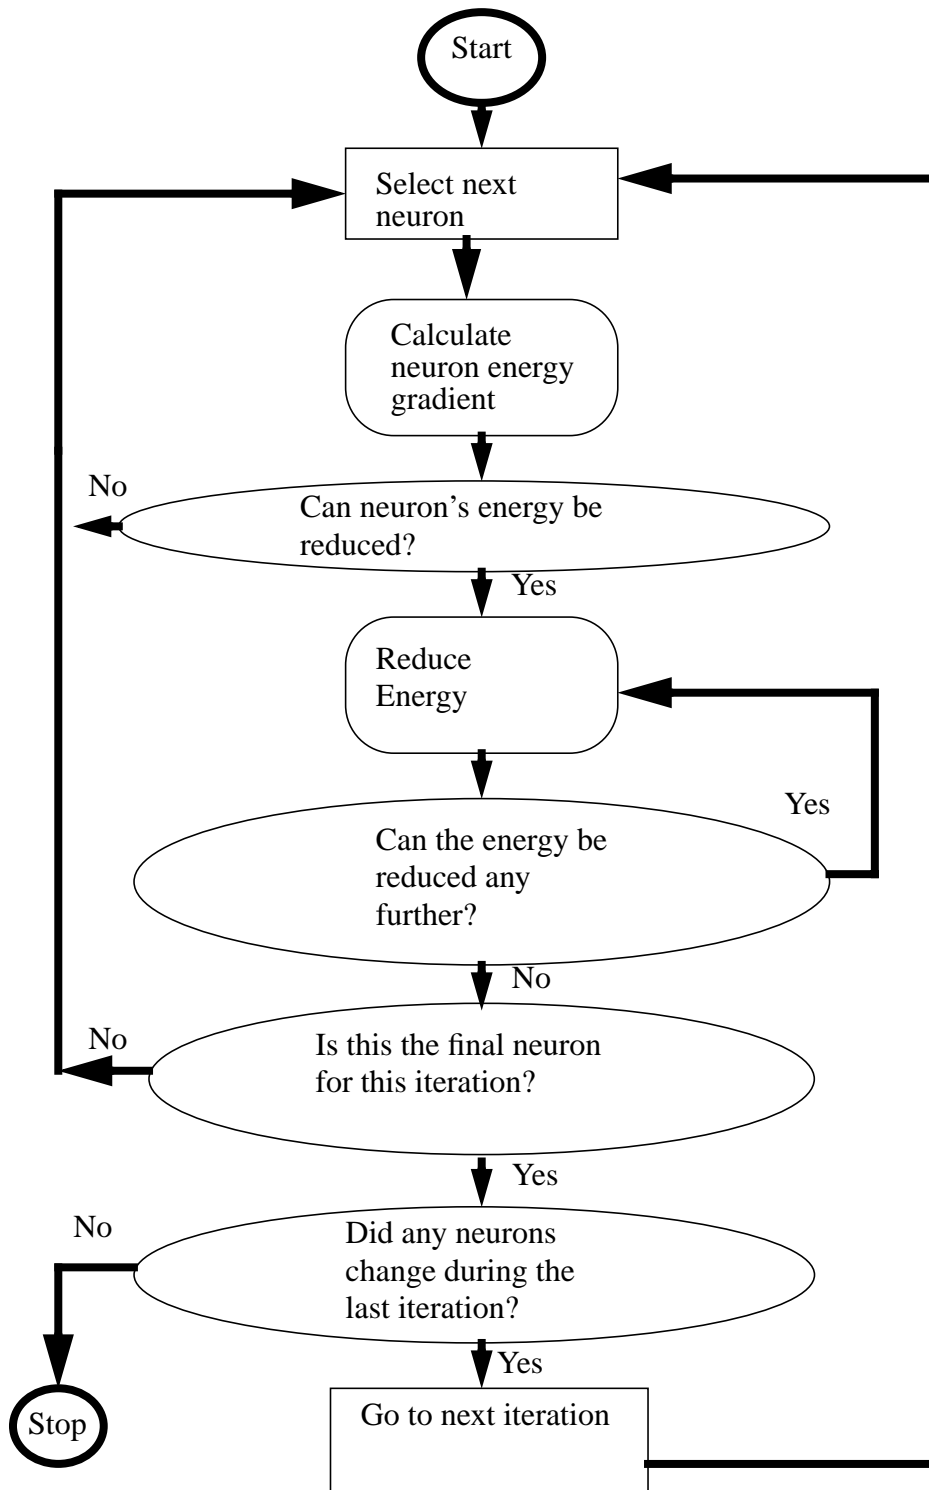 Start
Select next
neuron
Calculate
neuron energy
gradient
No
Can neuron's energy be
reduced?
Yes
Reduce
Energy
Yes
Can the energy be
reduced any
further?
No
No
Is this the final neuron
for this iteration?
Yes
No
Did any neurons
change during the
last iteration?
Yes
Stop
Go to next iteration